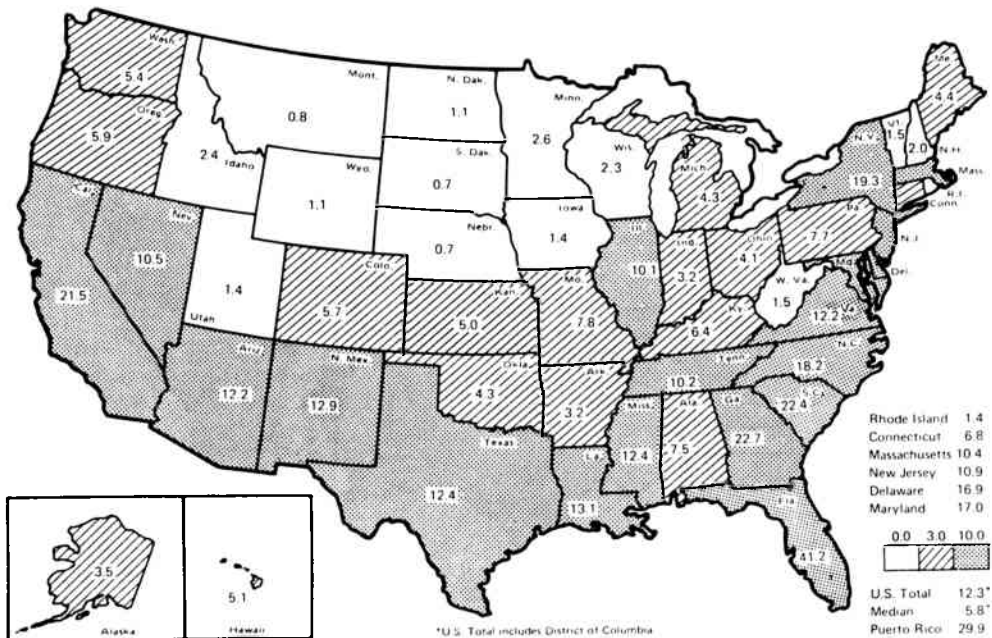 Wash.
5.4
Oreg.
5.9
Cal.
21.5
Nev.
10.5
Idaho
2.4
Mont.
0.8
Wyo.
1.1
Utah
1.4
Colo.
5.7
Ariz.
12.2
N. Mex.
12.9
N. Dak.
1.1
S. Dak.
0.7
Nebr.
0.7
Kan.
5.0
Okla.
4.3
Texas
12.4
Minn.
2.6
Iowa
1.4
Mo.
7.8
Ark.
3.2
La.
13.1
Wis.
2.3
Ill.
10.1
Mich.
4.3
Ind.
3.2
Ohio
4.1
Ky.
6.4
Tenn.
10.2
Miss.
12.4
Ala.
7.5
Ga.
22.7
Fla.
41.2
S.C.
22.4
N.C.
18.2
Va.
12.2
W. Va.
1.5
Pa.
7.7
N.Y.
19.3
Vt.
1.5
2.0
N.H.
Me.
4.4
Mass.
R.I.
Conn.
N.J.
Del.
Md.
Rhode Island 1.4
Connecticut 6.8
Massachusetts 10.4
New Jersey 10.9
Delaware 16.9
Maryland 17.0
0.0 3.0 10.0
U.S. Total 12.3*
Median 5.8*
Puerto Rico 29.9
3.5
Alaska
5.1
Hawaii
*U.S. Total includes District of Columbia